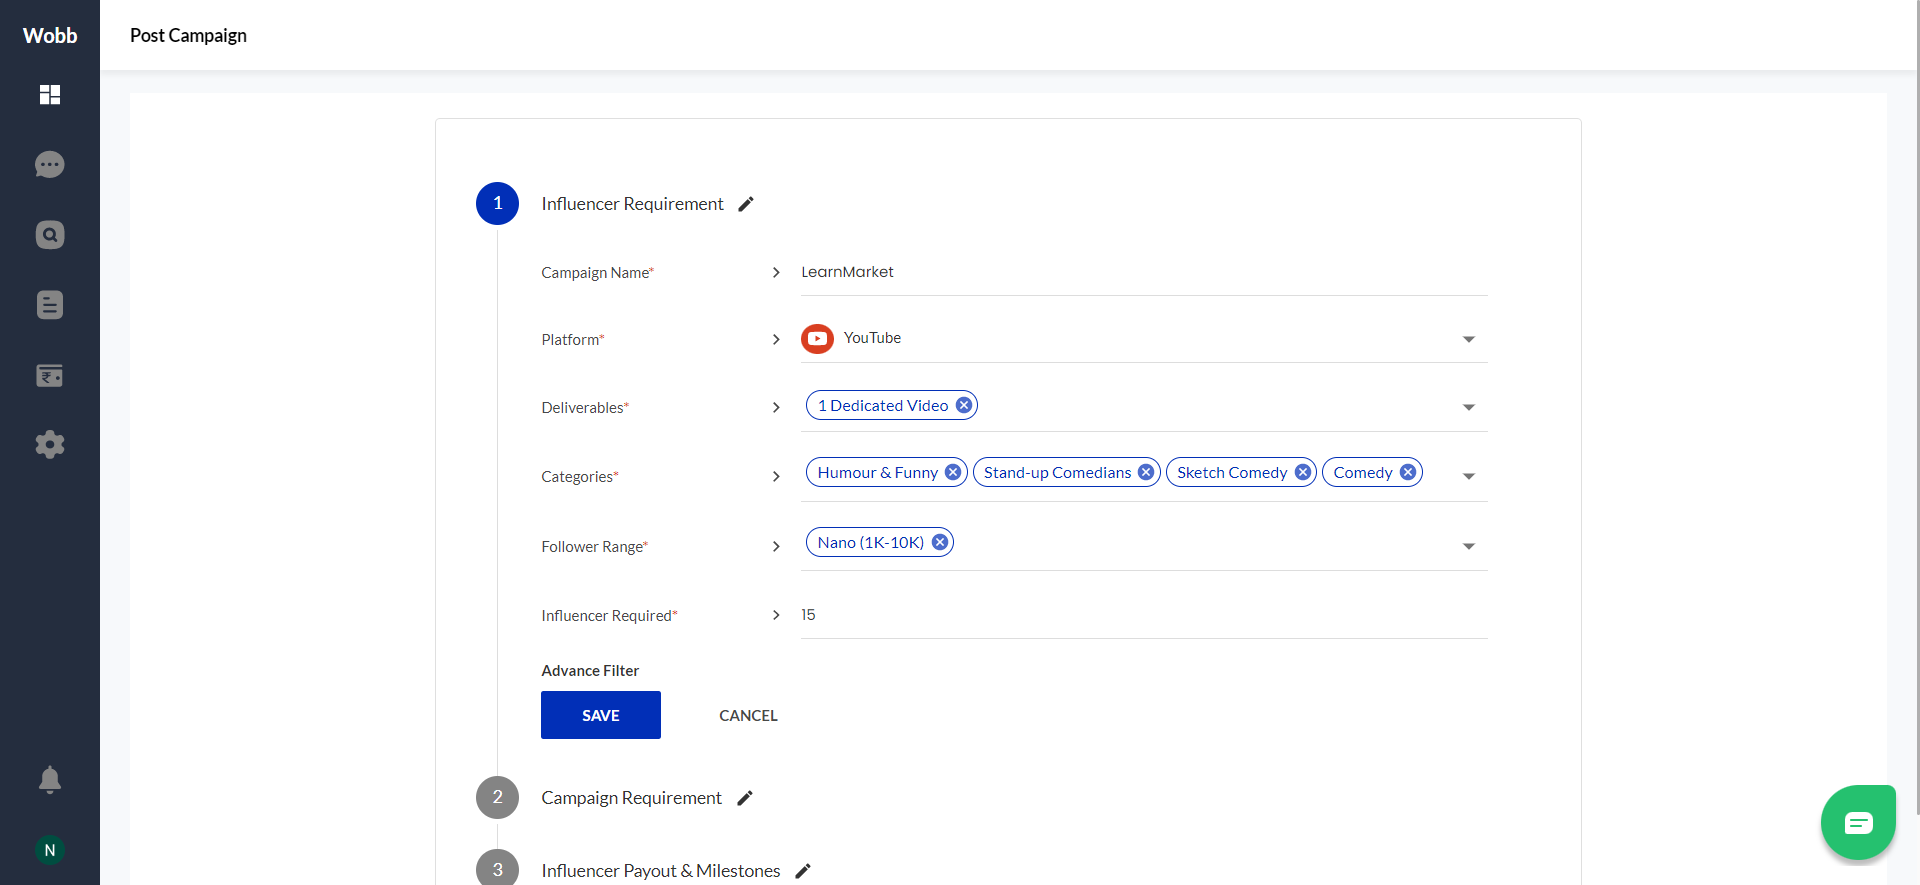 Wobb
Post Campaign
1 Influencer Requirement
Campaign Name* LearnMarket
Platform* YouTube
Deliverables* 1 Dedicated Video
Categories* Humour & Funny Stand-up Comedians Sketch Comedy Comedy
Follower Range* Nano (1K-10K)
Influencer Required* 15
Advance Filter
SAVE CANCEL
2 Campaign Requirement
3 Influencer Payout & Milestones
₹
N